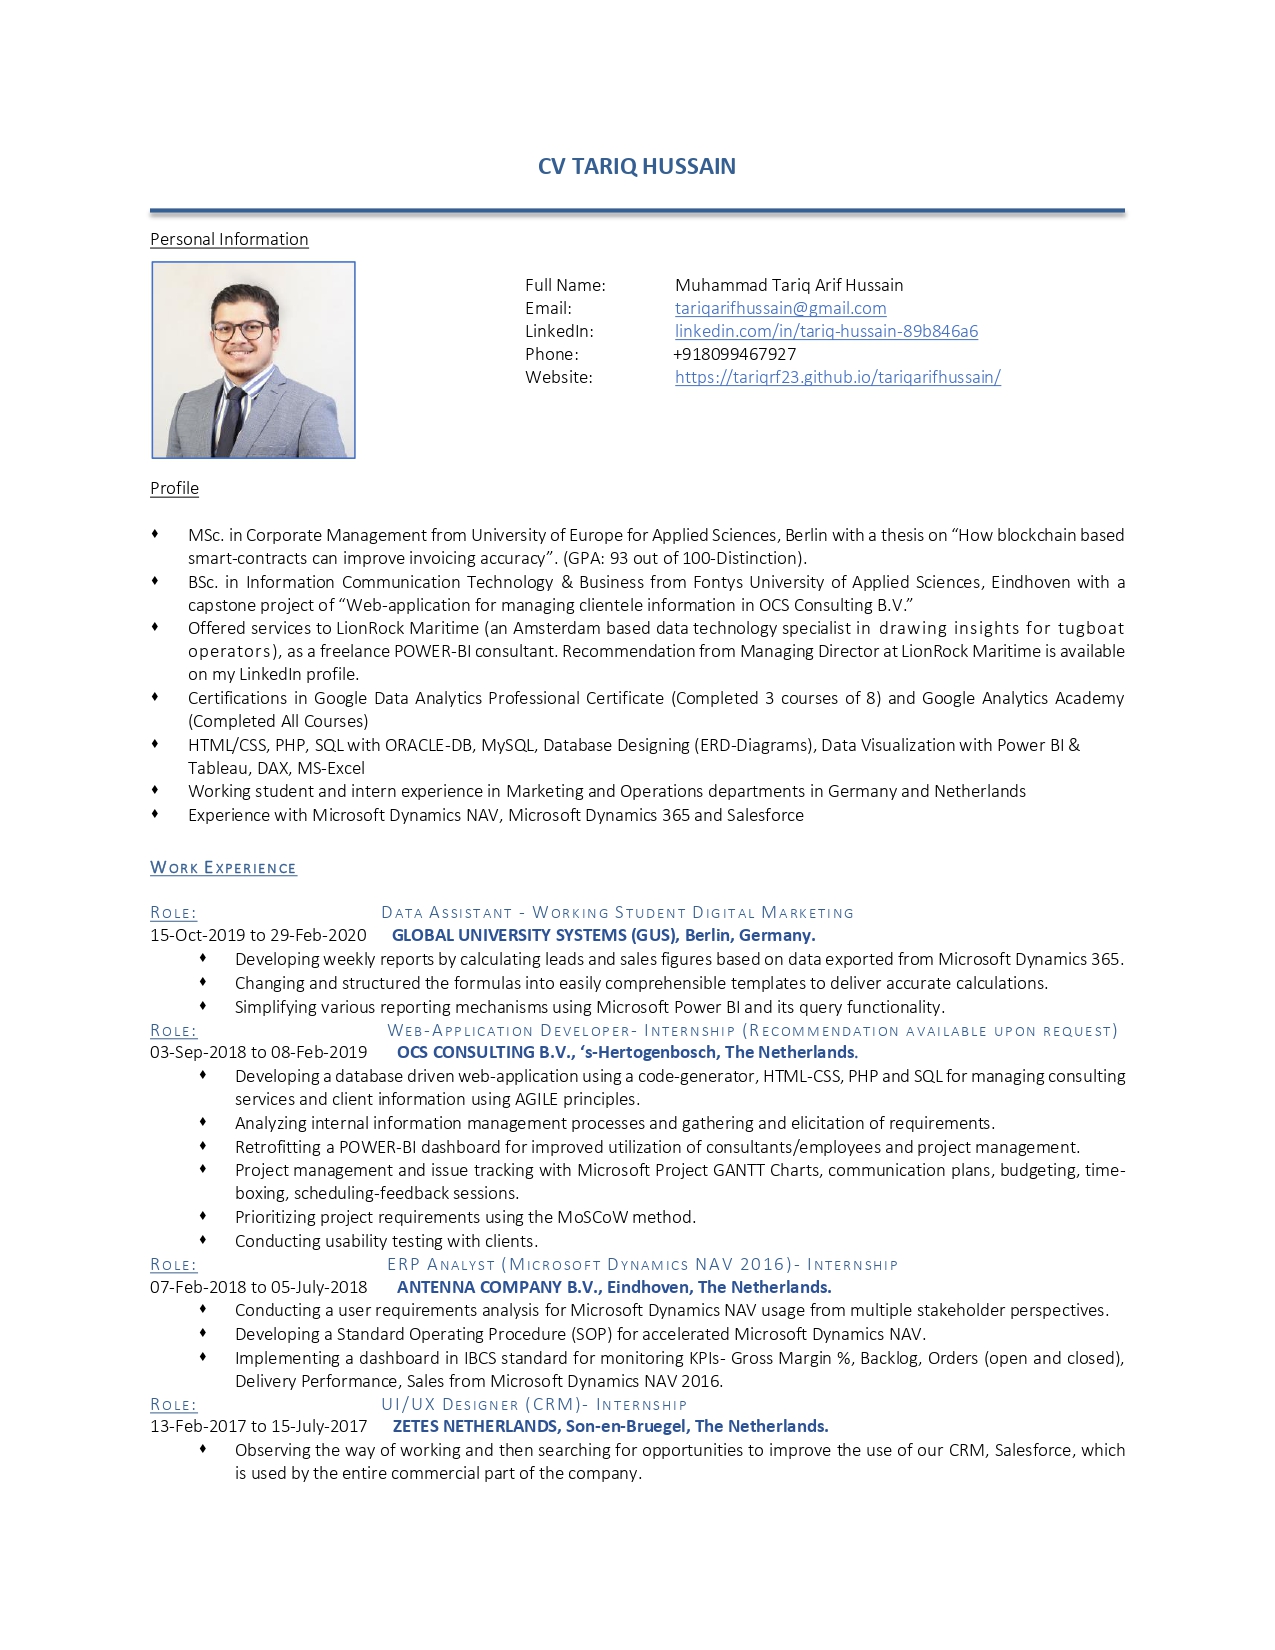 CV TARIQ HUSSAIN
Personal Information
Full Name: Muhammad Tariq Arif Hussain
Email: tariqarifhussain@gmail.com
LinkedIn: linkedin.com/in/tariq-hussain-89b846a6
Phone: +918099467927
Website: https://tariqrf23.github.io/tariqarifhussain/
Profile
♦ MSc. in Corporate Management from University of Europe for Applied Sciences, Berlin with a thesis on “How blockchain based
smart-contracts can improve invoicing accuracy”. (GPA: 93 out of 100-Distinction).
♦ BSc. in Information Communication Technology & Business from Fontys University of Applied Sciences, Eindhoven with a
capstone project of “Web-application for managing clientele information in OCS Consulting B.V.”
♦ Offered services to LionRock Maritime (an Amsterdam based data technology specialist in drawing insights for tugboat
operators), as a freelance POWER-BI consultant. Recommendation from Managing Director at LionRock Maritime is available
on my LinkedIn profile.
♦ Certifications in Google Data Analytics Professional Certificate (Completed 3 courses of 8) and Google Analytics Academy
(Completed All Courses)
♦ HTML/CSS, PHP, SQL with ORACLE-DB, MySQL, Database Designing (ERD-Diagrams), Data Visualization with Power BI &
Tableau, DAX, MS-Excel
♦ Working student and intern experience in Marketing and Operations departments in Germany and Netherlands
♦ Experience with Microsoft Dynamics NAV, Microsoft Dynamics 365 and Salesforce
WORK EXPERIENCE
ROLE: DATA ASSISTANT - WORKING STUDENT DIGITAL MARKETING
15-Oct-2019 to 29-Feb-2020 GLOBAL UNIVERSITY SYSTEMS (GUS), Berlin, Germany.
♦ Developing weekly reports by calculating leads and sales figures based on data exported from Microsoft Dynamics 365.
♦ Changing and structured the formulas into easily comprehensible templates to deliver accurate calculations.
♦ Simplifying various reporting mechanisms using Microsoft Power BI and its query functionality.
ROLE: WEB-APPLICATION DEVELOPER- INTERNSHIP (RECOMMENDATION AVAILABLE UPON REQUEST)
03-Sep-2018 to 08-Feb-2019 OCS CONSULTING B.V., ‘s-Hertogenbosch, The Netherlands.
♦ Developing a database driven web-application using a code-generator, HTML-CSS, PHP and SQL for managing consulting
services and client information using AGILE principles.
♦ Analyzing internal information management processes and gathering and elicitation of requirements.
♦ Retrofitting a POWER-BI dashboard for improved utilization of consultants/employees and project management.
♦ Project management and issue tracking with Microsoft Project GANTT Charts, communication plans, budgeting, time-
boxing, scheduling-feedback sessions.
♦ Prioritizing project requirements using the MoSCoW method.
♦ Conducting usability testing with clients.
ROLE: ERP ANALYST (MICROSOFT DYNAMICS NAV 2016)- INTERNSHIP
07-Feb-2018 to 05-July-2018 ANTENNA COMPANY B.V., Eindhoven, The Netherlands.
♦ Conducting a user requirements analysis for Microsoft Dynamics NAV usage from multiple stakeholder perspectives.
♦ Developing a Standard Operating Procedure (SOP) for accelerated Microsoft Dynamics NAV.
♦ Implementing a dashboard in IBCS standard for monitoring KPIs- Gross Margin %, Backlog, Orders (open and closed),
Delivery Performance, Sales from Microsoft Dynamics NAV 2016.
ROLE: UI/UX DESIGNER (CRM)- INTERNSHIP
13-Feb-2017 to 15-July-2017 ZETES NETHERLANDS, Son-en-Bruegel, The Netherlands.
♦ Observing the way of working and then searching for opportunities to improve the use of our CRM, Salesforce, which
is used by the entire commercial part of the company.